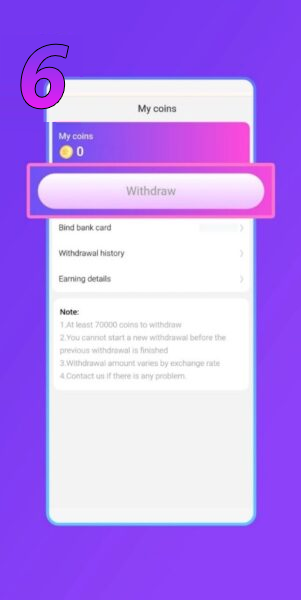 6
My coins
My coins
0
Withdraw
Bind bank card
Withdrawal history
Earning details
Note:
1.At least 70000 coins to withdraw
2.You cannot start a new withdrawal before the
previous withdrawal is finished
3.Withdrawal amount varies by exchange rate
4.Contact us if there is any problem.